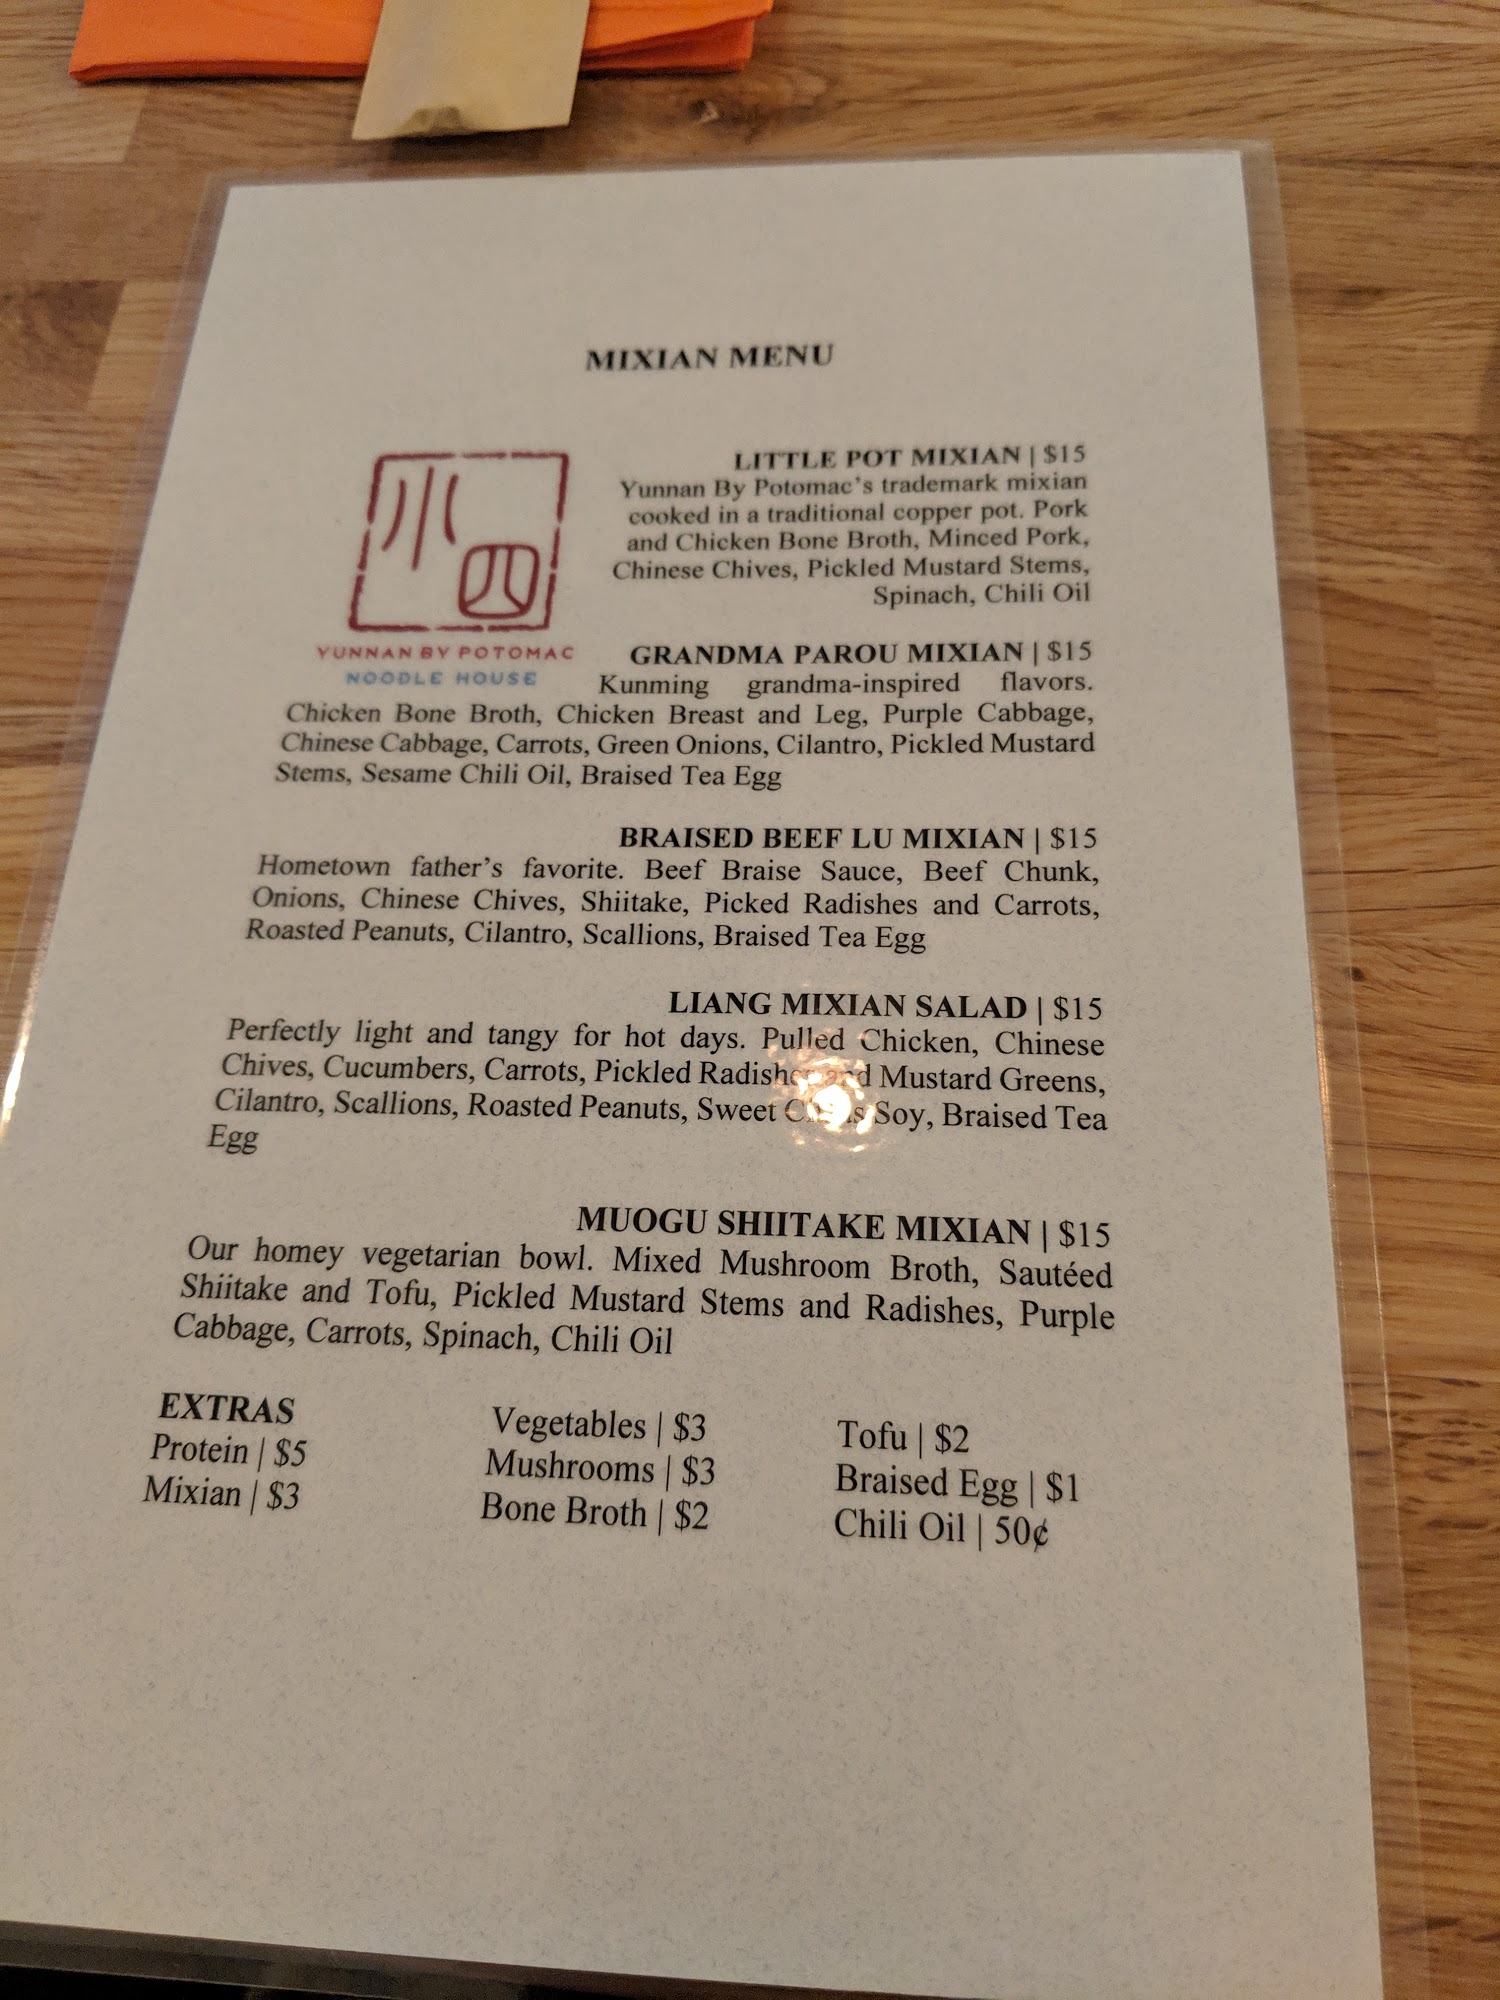 MIXIAN MENU
小
四
YUNNAN BY POTOMAC
NOODLE HOUSE
LITTLE POT MIXIAN | $15
Yunnan By Potomac's trademark mixian
cooked in a traditional copper pot. Pork
and Chicken Bone Broth, Minced Pork,
Chinese Chives, Pickled Mustard Stems,
Spinach, Chili Oil
GRANDMA PAROU MIXIAN | $15
Kunming grandma-inspired flavors.
Chicken Bone Broth, Chicken Breast and Leg, Purple Cabbage,
Chinese Cabbage, Carrots, Green Onions, Cilantro, Pickled Mustard
Stems, Sesame Chili Oil, Braised Tea Egg
BRAISED BEEF LU MIXIAN | $15
Hometown father's favorite. Beef Braise Sauce, Beef Chunk,
Onions, Chinese Chives, Shiitake, Picked Radishes and Carrots,
Roasted Peanuts, Cilantro, Scallions, Braised Tea Egg
LIANG MIXIAN SALAD | $15
Perfectly light and tangy for hot days. Pulled Chicken, Chinese
Chives, Cucumbers, Carrots, Pickled Radishes and Mustard Greens,
Cilantro, Scallions, Roasted Peanuts, Sweet Soy, Braised Tea
Egg
MUOGU SHIITAKE MIXIAN | $15
Our homey vegetarian bowl. Mixed Mushroom Broth, Sautéed
Shiitake and Tofu, Pickled Mustard Stems and Radishes, Purple
Cabbage, Carrots, Spinach, Chili Oil
EXTRAS
Protein | $5
Mixian | $3
Vegetables | $3
Mushrooms | $3
Bone Broth | $2
Tofu | $2
Braised Egg | $1
Chili Oil | 50¢